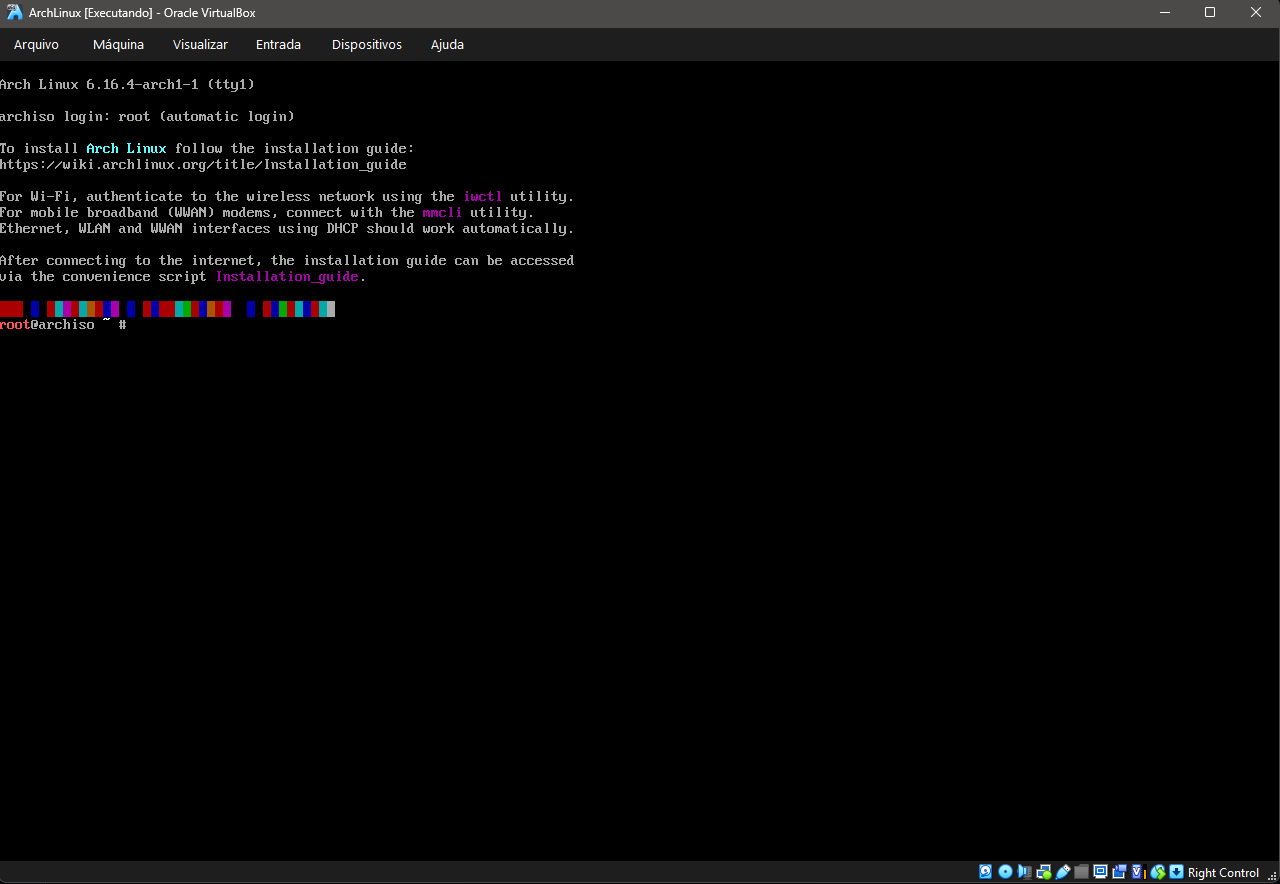 ArchLinux [Executando] - Oracle VirtualBox
Arquivo Máquina Visualizar Entrada Dispositivos Ajuda
Arch Linux 6.16.4-arch1-1 (tty1)
archiso login: root (automatic login)
To install Arch Linux follow the installation guide:
https://wiki.archlinux.org/title/Installation_guide
For Wi-Fi, authenticate to the wireless network using the iwctl utility.
For mobile broadband (WWAN) modems, connect with the mmcli utility.
Ethernet, WLAN and WWAN interfaces using DHCP should work automatically.
After connecting to the internet, the installation guide can be accessed
via the convenience script Installation_guide.
root@archiso ~ #
Right Control